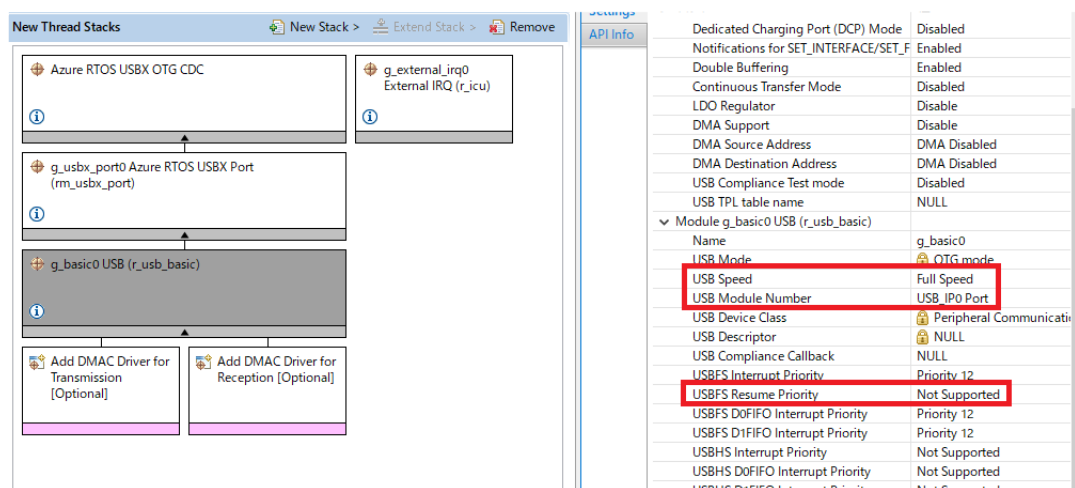 New Thread Stacks
New Stack >
Extend Stack >
Remove
Azure RTOS USBX OTG CDC
g_external_irq0
External IRQ (r_icu)
g_usbx_port0 Azure RTOS USBX Port
(rm_usbx_port)
g_basic0 USB (r_usb_basic)
Add DMAC Driver for
Transmission
[Optional]
Add DMAC Driver for
Reception [Optional]
Settings
API Info
Dedicated Charging Port (DCP) Mode Disabled
Notifications for SET_INTERFACE/SET_F Enabled
Double Buffering Enabled
Continuous Transfer Mode Disabled
LDO Regulator Disable
DMA Support Disable
DMA Source Address DMA Disabled
DMA Destination Address DMA Disabled
USB Compliance Test mode Disabled
USB TPL table name NULL
Module g_basic0 USB (r_usb_basic)
Name g_basic0
USB Mode OTG mode
USB Speed Full Speed
USB Module Number USB_IP0 Port
USB Device Class Peripheral Communicati
USB Descriptor NULL
USB Compliance Callback NULL
USBFS Interrupt Priority Priority 12
USBFS Resume Priority Not Supported
USBFS D0FIFO Interrupt Priority Priority 12
USBFS D1FIFO Interrupt Priority Priority 12
USBHS Interrupt Priority Not Supported
USBHS D0FIFO Interrupt Priority Not Supported